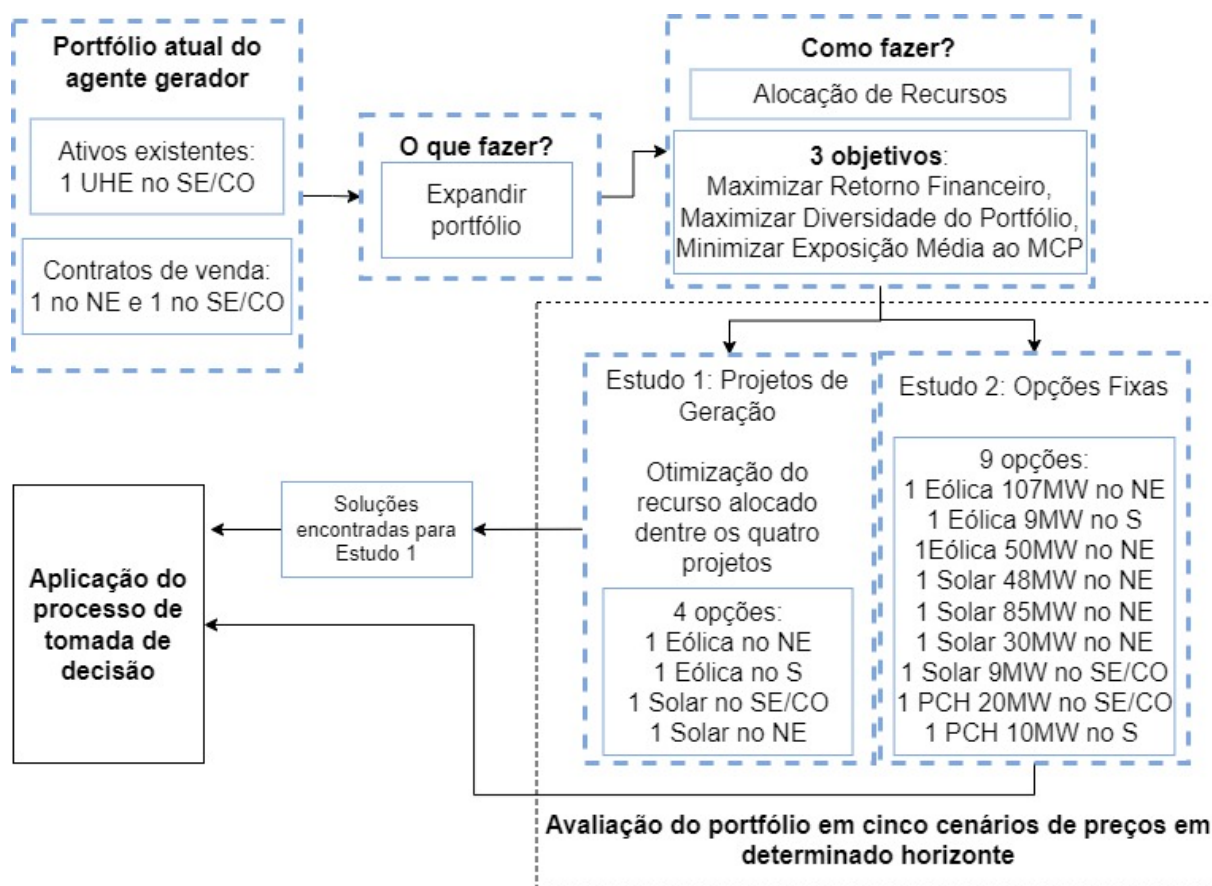 Portfólio atual do
agente gerador
Ativos existentes:
1 UHE no SE/CO
Contratos de venda:
1 no NE e 1 no SE/CO
O que fazer?
Expandir
portfólio
Como fazer?
Alocação de Recursos
3 objetivos:
Maximizar Retorno Financeiro,
Maximizar Diversidade do Portfólio,
Minimizar Exposição Média ao MCP
Estudo 1: Projetos de
Geração
Otimização do
recurso alocado
dentre os quatro
projetos
4 opções:
1 Eólica no NE
1 Eólica no S
1 Solar no SE/CO
1 Solar no NE
Estudo 2: Opções Fixas
9 opções:
1 Eólica 107MW no NE
1 Eólica 9MW no S
1Eólica 50MW no NE
1 Solar 48MW no NE
1 Solar 85MW no NE
1 Solar 30MW no NE
1 Solar 9MW no SE/CO
1 PCH 20MW no SE/CO
1 PCH 10MW no S
Soluções
encontradas para
Estudo 1
Aplicação do
processo de
tomada de
decisão
Avaliação do portfólio em cinco cenários de preços em
determinado horizonte